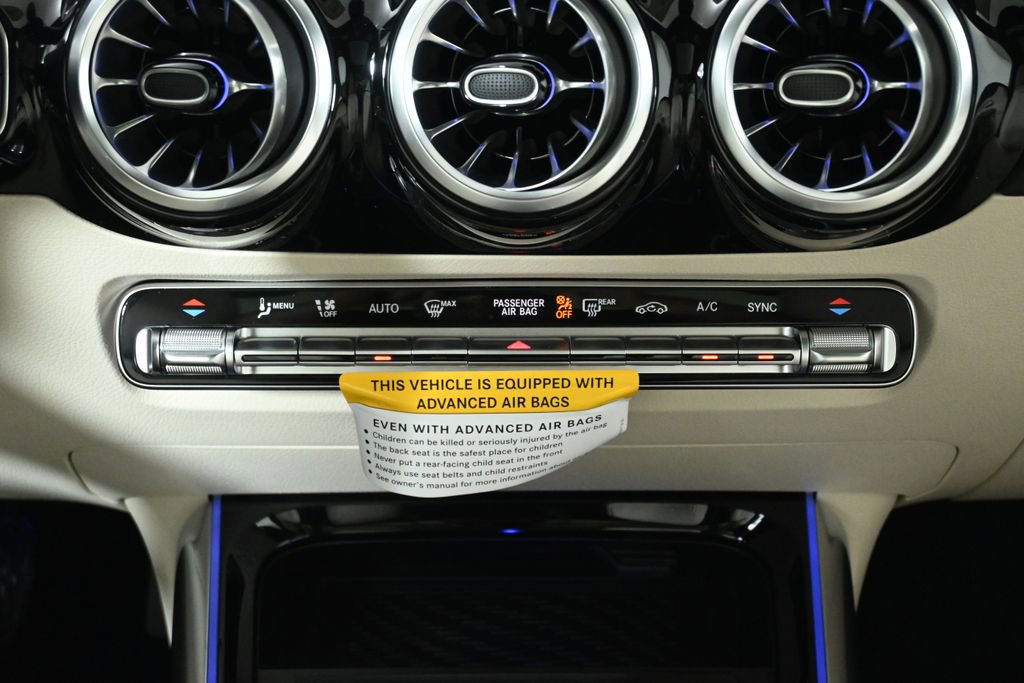 MENU OFF AUTO MAX PASSENGER AIR BAG OFF REAR A/C SYNC
THIS VEHICLE IS EQUIPPED WITH
ADVANCED AIR BAGS
EVEN WITH ADVANCED AIR BAGS
• Children can be killed or seriously injured by the air bag
• The back seat is the safest place for children
• Never put a rear-facing child seat in the front
• Always use seat belts and child restraints
• See owner's manual for more information about